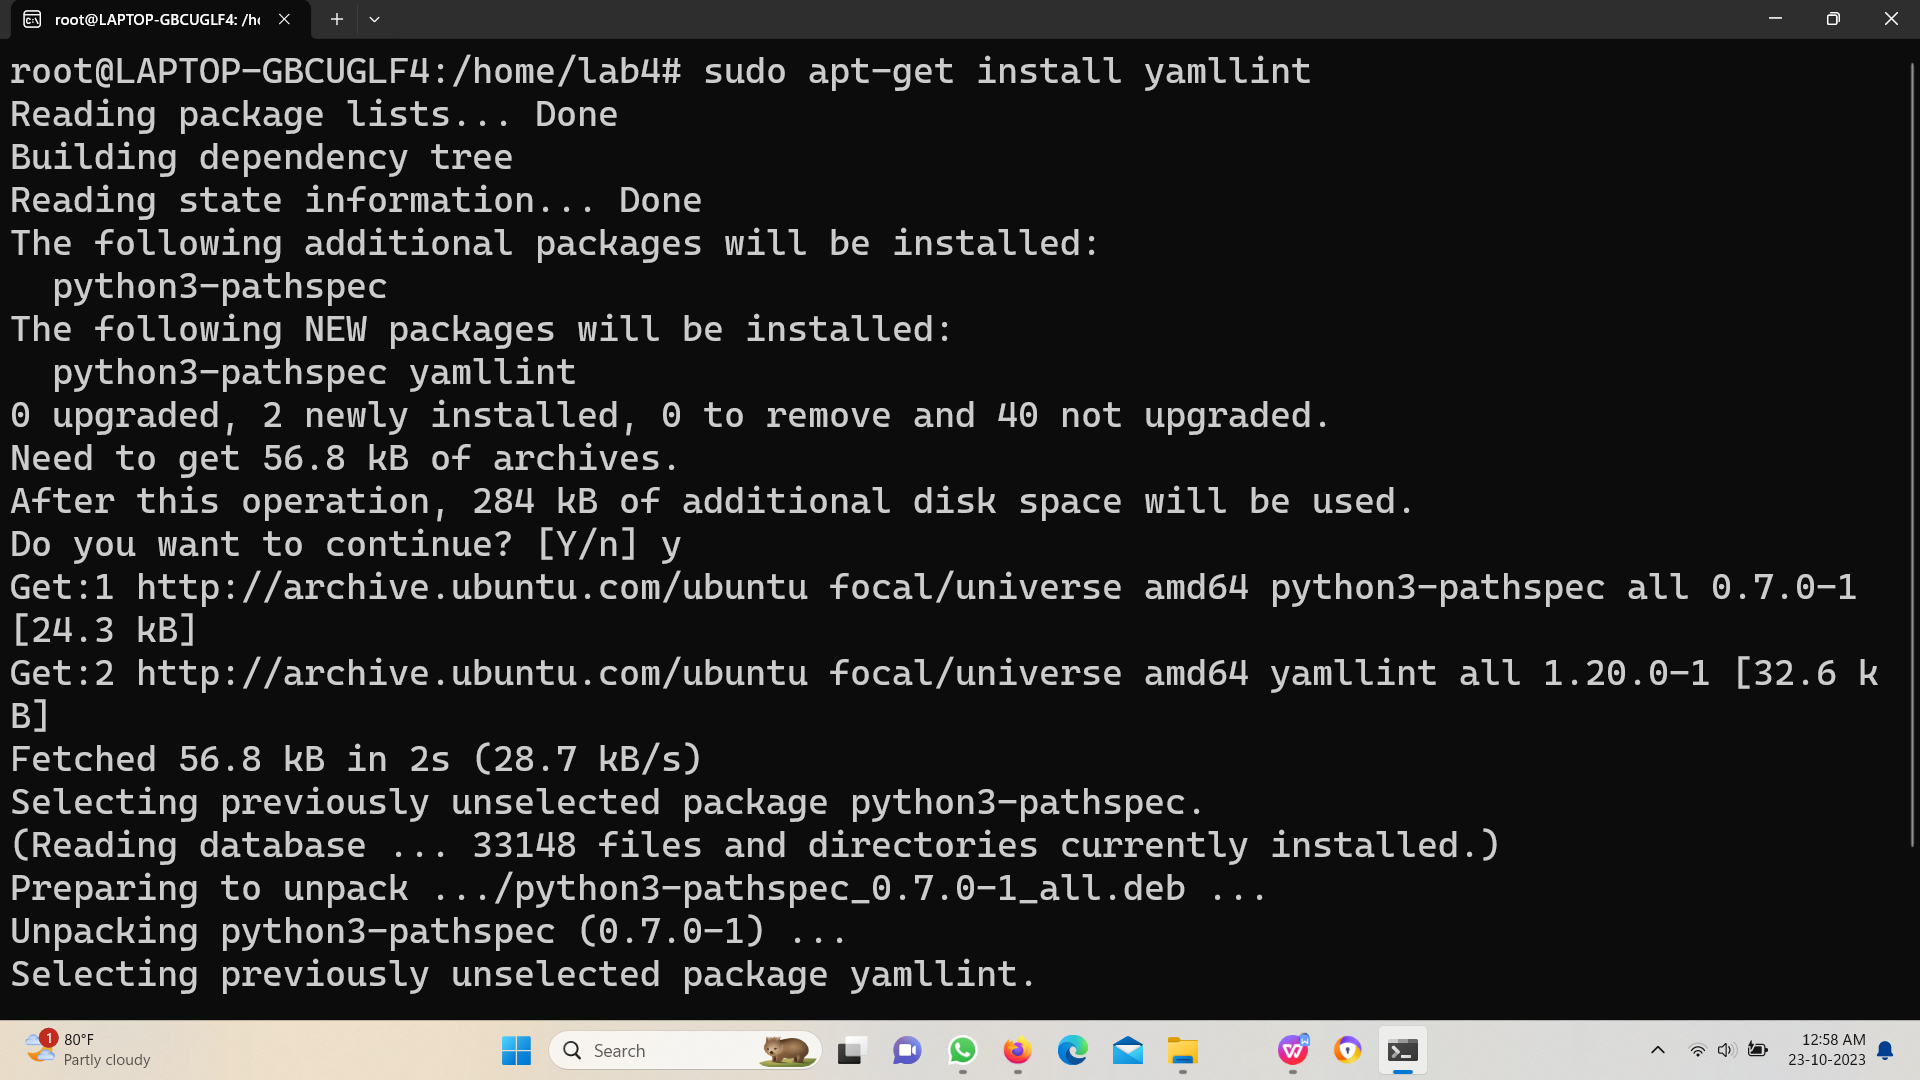 root@LAPTOP-GBCUGLF4: /h
root@LAPTOP-GBCUGLF4:/home/lab4# sudo apt-get install yamllint
Reading package lists... Done
Building dependency tree
Reading state information... Done
The following additional packages will be installed:
  python3-pathspec
The following NEW packages will be installed:
  python3-pathspec yamllint
0 upgraded, 2 newly installed, 0 to remove and 40 not upgraded.
Need to get 56.8 kB of archives.
After this operation, 284 kB of additional disk space will be used.
Do you want to continue? [Y/n] y
Get:1 http://archive.ubuntu.com/ubuntu focal/universe amd64 python3-pathspec all 0.7.0-1
[24.3 kB]
Get:2 http://archive.ubuntu.com/ubuntu focal/universe amd64 yamllint all 1.20.0-1 [32.6 k
B]
Fetched 56.8 kB in 2s (28.7 kB/s)
Selecting previously unselected package python3-pathspec.
(Reading database ... 33148 files and directories currently installed.)
Preparing to unpack .../python3-pathspec_0.7.0-1_all.deb ...
Unpacking python3-pathspec (0.7.0-1) ...
Selecting previously unselected package yamllint.
1
80°F
Partly cloudy
Search
12:58 AM
23-10-2023